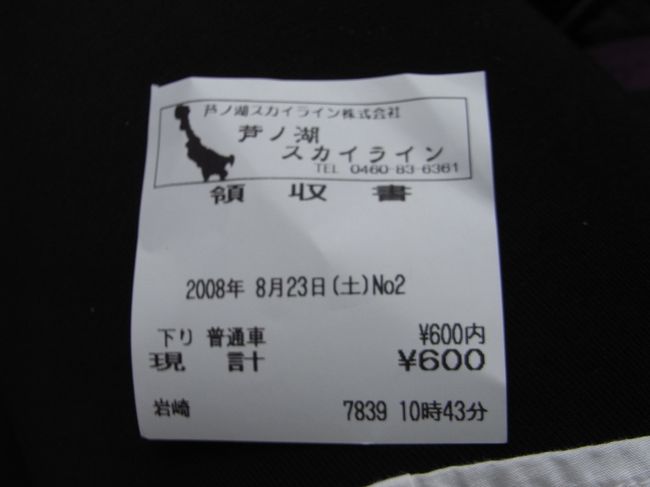 芦ノ湖スカイライン株式会社
芦ノ湖
スカイライン
TEL 0460-83-6361
領収書
2008年 8月23日(土)No2
下り 普通車 ¥600内
現計 ¥600
岩崎 7839 10時43分